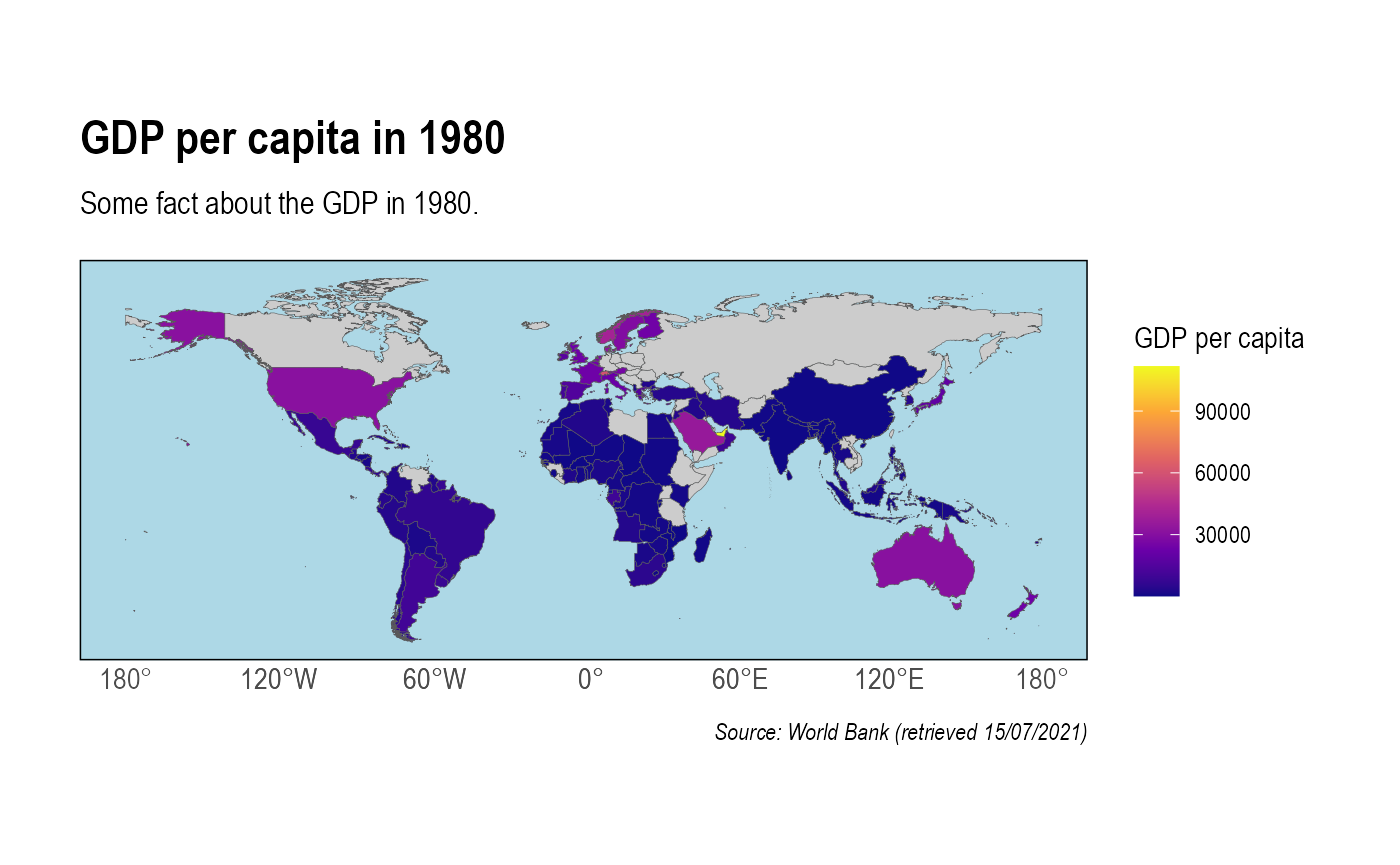 GDP per capita in 1980
Some fact about the GDP in 1980.
GDP per capita
90000
60000
30000
180° 120°W 60°W 0° 60°E 120°E 180°
Source: World Bank (retrieved 15/07/2021)